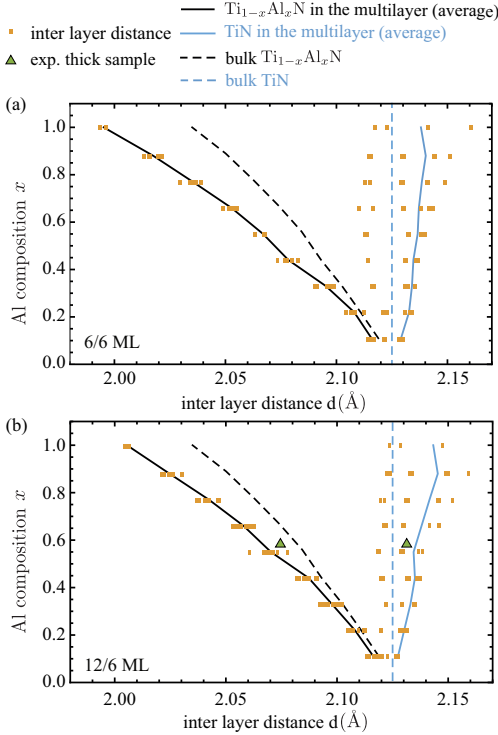 Ti₁₋ₓAlₓN in the multilayer (average)
inter layer distance
TiN in the multilayer (average)
exp. thick sample
bulk Ti₁₋ₓAlₓN
bulk TiN
(a)
1.0
0.8
0.6
0.4
0.2
0.0
Al composition x
6/6 ML
2.00 2.05 2.10 2.15
inter layer distance d(Å)
(b)
1.0
0.8
0.6
0.4
0.2
0.0
Al composition x
12/6 ML
2.00 2.05 2.10 2.15
inter layer distance d(Å)